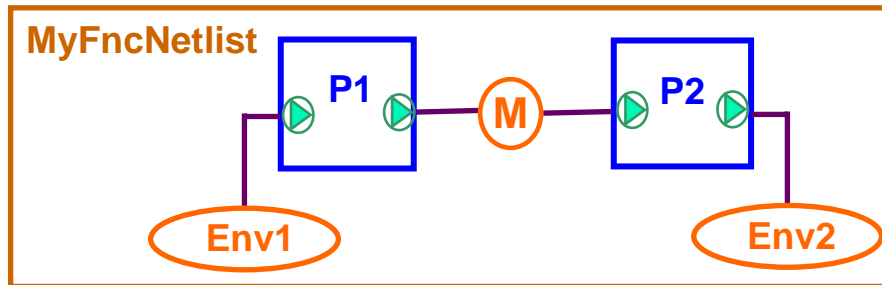 MyFncNetlist
P1
M
P2
Env1
Env2